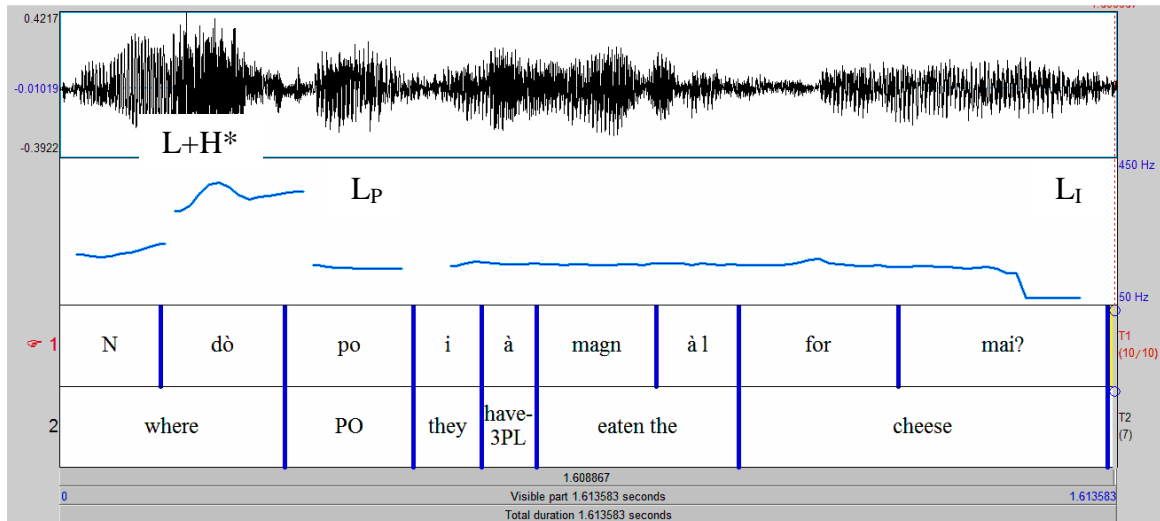 0.4217
-0.01019
-0.3922
L+H*
450 Hz
LP
LI
50 Hz
1 N dò po i à magn à l for mai? T1 (10/10)
2 where PO they have-3PL eaten the cheese T2 (7)
1.608867
0 Visible part 1.613583 seconds 1.613583
Total duration 1.613583 seconds